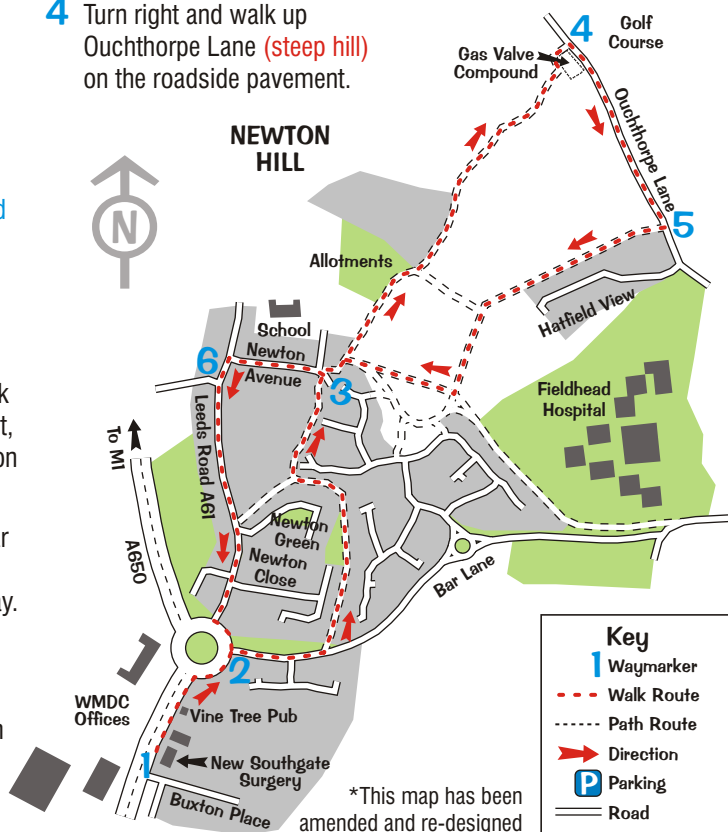 4 Turn right and walk up
Ouchthorpe Lane (steep hill)
on the roadside pavement.
d
k
t,
on
ar
ay.
n
NEWTON
HILL
N
4
Golf
Course
Gas Valve
Compound
Ouchthorpe Lane
5
Allotments
Hatfield View
School
Newton
Avenue
6
3
Leeds Road A61
To M1
A650
Fieldhead
Hospital
Newton
Green
Newton
Close
Bar Lane
2
WMDC
Offices
Vine Tree Pub
1
New Southgate
Surgery
Buxton Place
*This map has been
amended and re-designed
Key
1 Waymarker
Walk Route
Path Route
Direction
P Parking
Road